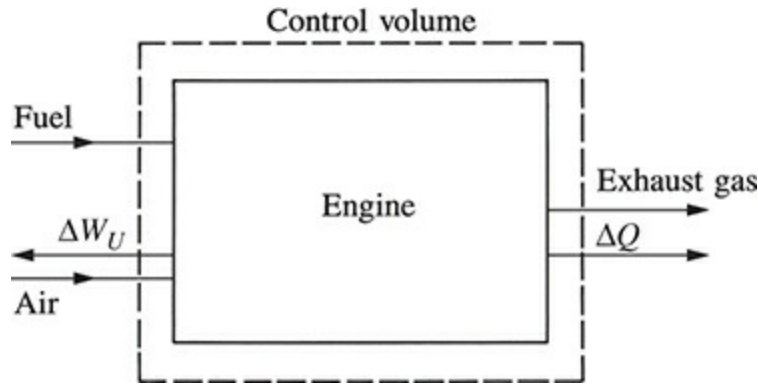 Control volume
Fuel
Engine
Exhaust gas
ΔW_U
ΔQ
Air